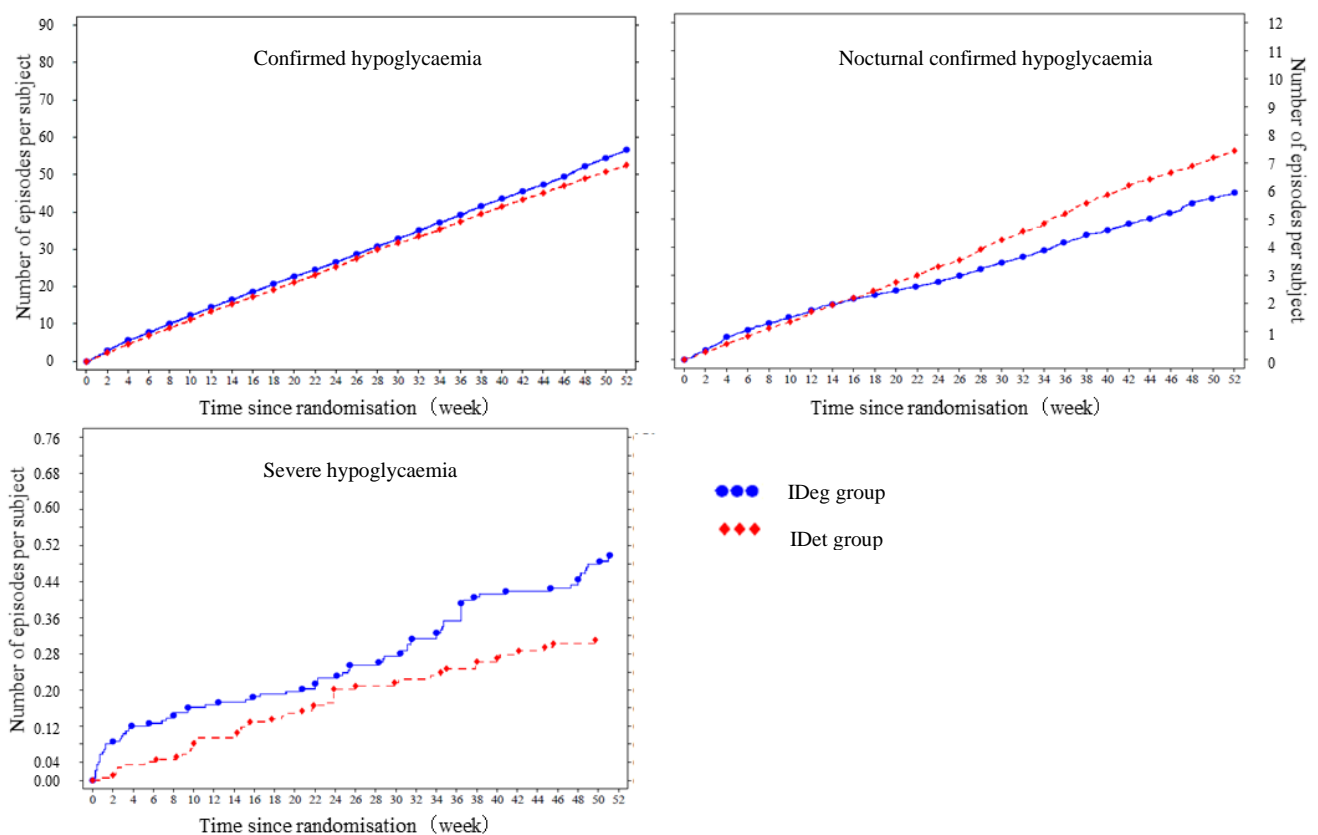 Confirmed hypoglycaemia
Number of episodes per subject
90
80
70
60
50
40
30
20
10
0
0 2 4 6 8 10 12 14 16 18 20 22 24 26 28 30 32 34 36 38 40 42 44 46 48 50 52
Time since randomisation (week)
Nocturnal confirmed hypoglycaemia
12
11
10
9
8
7
6
5
4
3
2
1
0
Number of episodes per subject
0 2 4 6 8 10 12 14 16 18 20 22 24 26 28 30 32 34 36 38 40 42 44 46 48 50 52
Time since randomisation (week)
Severe hypoglycaemia
Number of episodes per subject
0.76
0.68
0.60
0.52
0.44
0.36
0.28
0.20
0.12
0.04
0.00
0 2 4 6 8 10 12 14 16 18 20 22 24 26 28 30 32 34 36 38 40 42 44 46 48 50 52
Time since randomisation (week)
IDeg group
IDet group